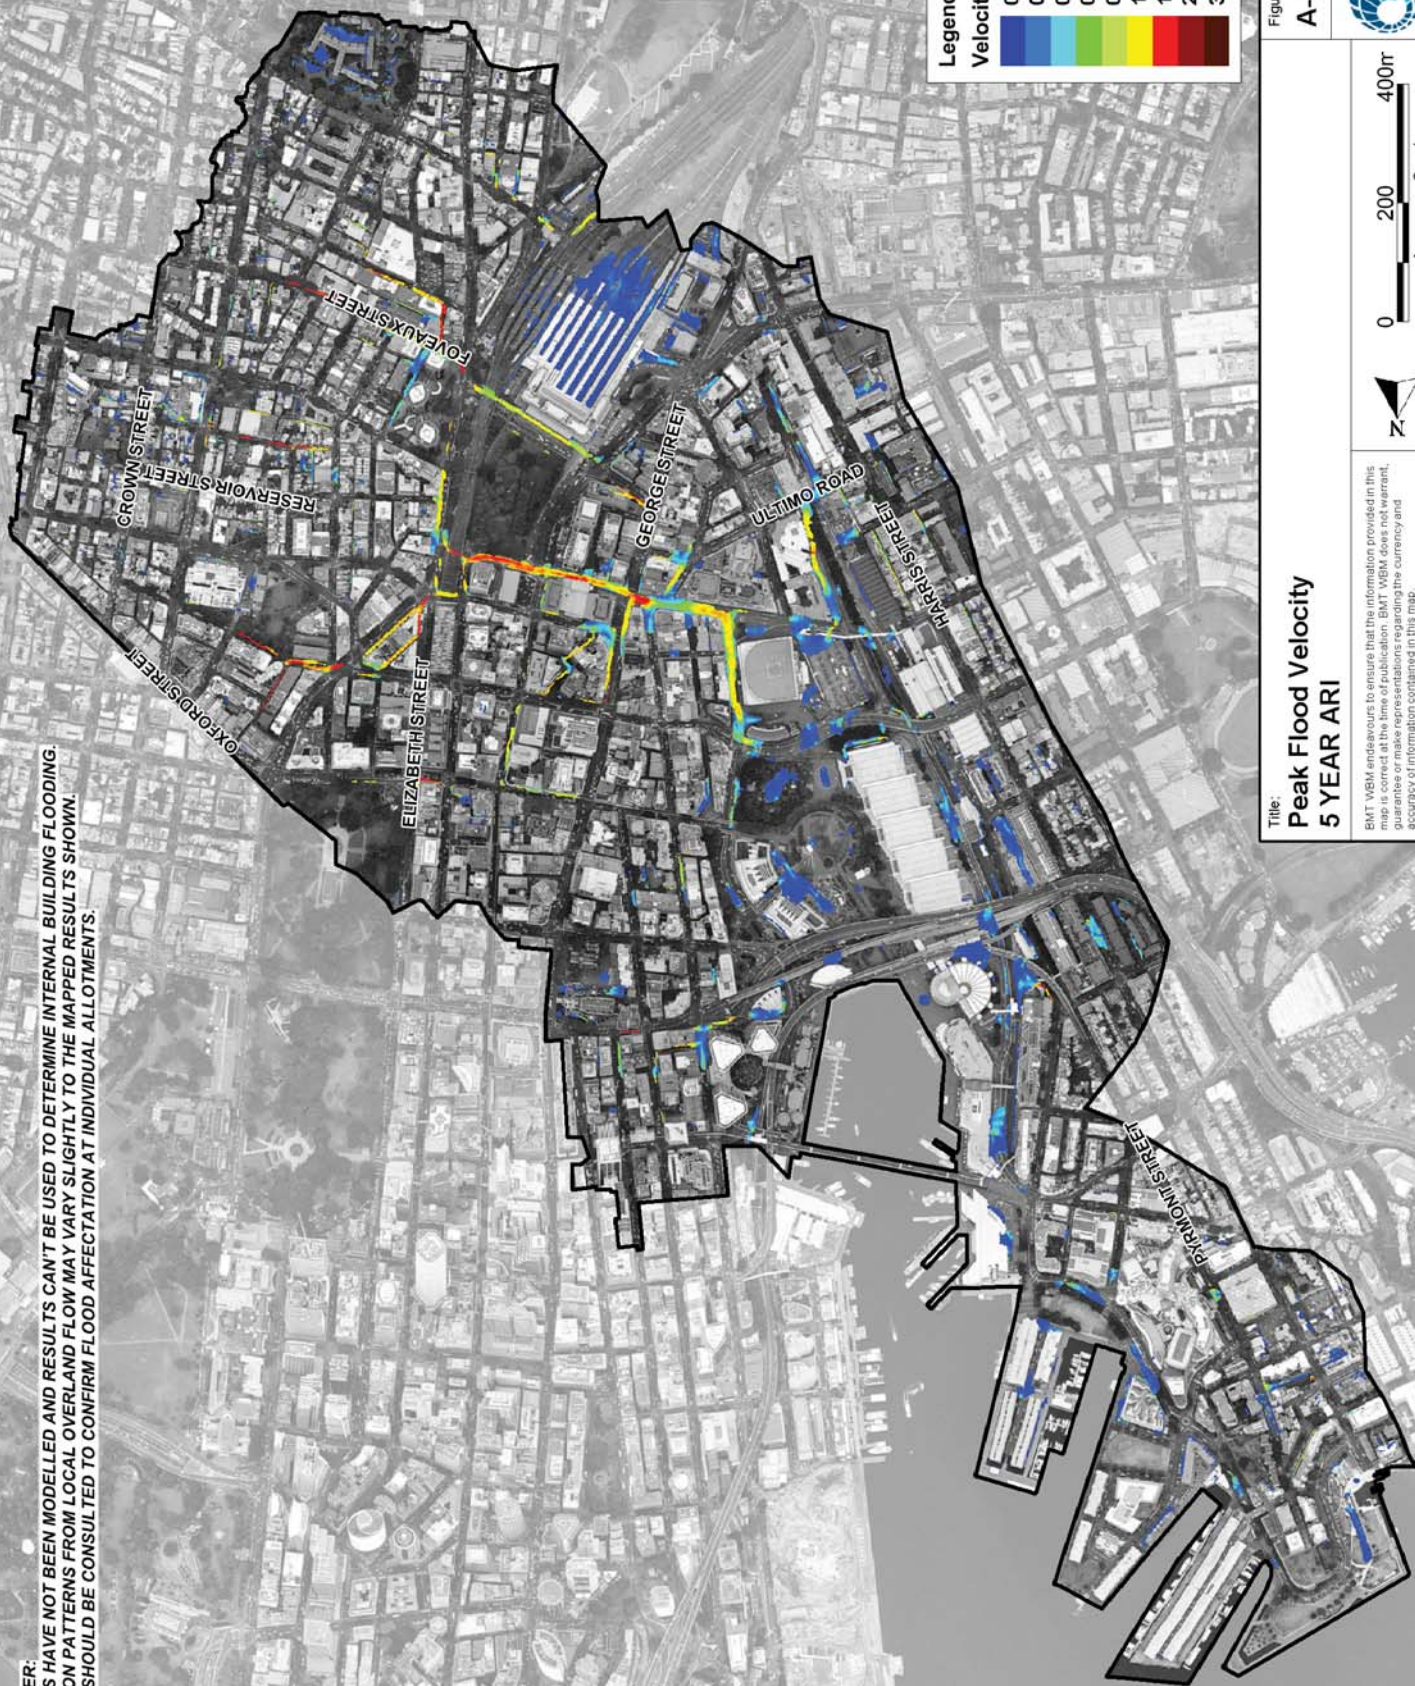 ER:
S HAVE NOT BEEN MODELLED AND RESULTS CAN'T BE USED TO DETERMINE INTERNAL BUILDING FLOODING.
ON PATTERNS FROM LOCAL OVERLAND FLOW MAY VARY SLIGHTLY TO THE MAPPED RESULTS SHOWN.
SHOULD BE CONSULTED TO CONFIRM FLOOD AFFECTATION AT INDIVIDUAL ALLOTMENTS.
CROWN STREET
RESERVOIR STREET
FOVEAUX STREET
OXFORD STREET
ELIZABETH STREET
GEORGE STREET
ULTIMO ROAD
HARRIS STREET
PYRMONT STREET
Legend
Velocity
Title:
Peak Flood Velocity
5 YEAR ARI
BMT WBM endeavours to ensure that the information provided in this
map is correct at the time of publication. BMT WBM does not warrant,
guarantee or make representations regarding the currency and
accuracy of information contained in this map.
N
0 200 400m
Figu
A-